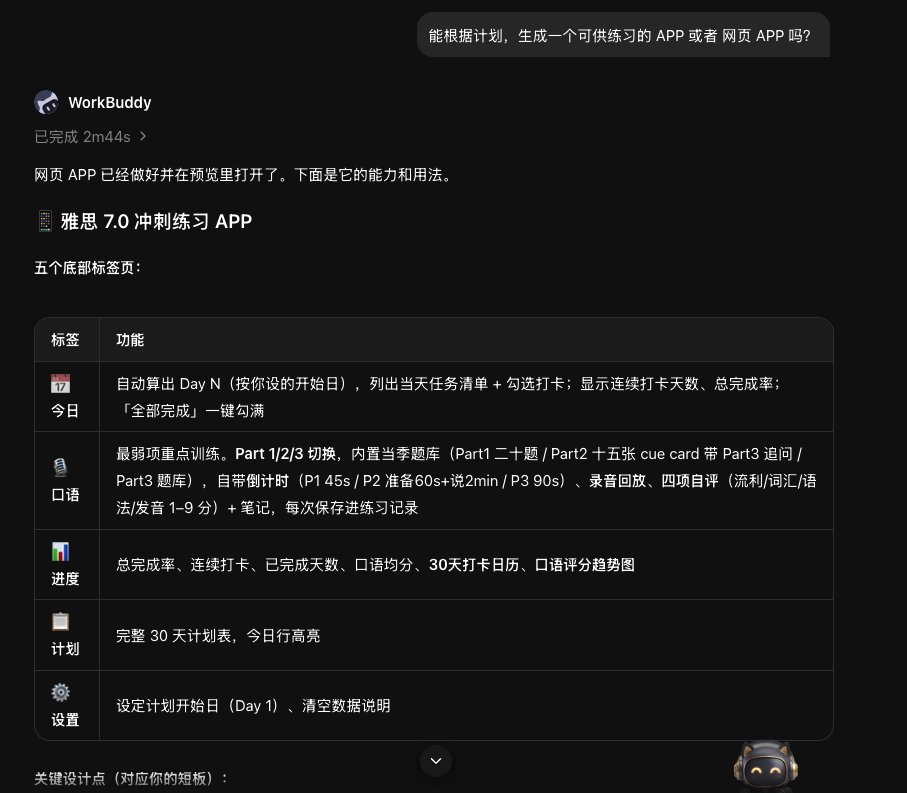 能根据计划，生成一个可供练习的 APP 或者 网页 APP 吗?
WorkBuddy
已完成 2m44s
网页 APP 已经做好并在预览里打开了。下面是它的能力和用法。
📱 雅思 7.0 冲刺练习 APP
五个底部标签页：
标签
功能
📅
17
今日
自动算出 Day N（按你设的开始日），列出当天任务清单 + 勾选打卡；显示连续打卡天数、总完成率；
「全部完成」一键勾满
🎙️
口语
最弱项重点训练。Part 1/2/3 切换，内置当季题库（Part1 二十题 / Part2 十五张 cue card 带 Part3 追问 /
Part3 题库），自带倒计时（P1 45s / P2 准备60s+说2min / P3 90s）、录音回放、四项自评（流利/词汇/语
法/发音 1–9 分）+ 笔记，每次保存进练习记录
📊
进度
总完成率、连续打卡、已完成天数、口语均分、30天打卡日历、口语评分趋势图
📋
计划
完整 30 天计划表，今日行高亮
⚙️
设置
设定计划开始日（Day 1）、清空数据说明
关键设计点（对应你的短板）：